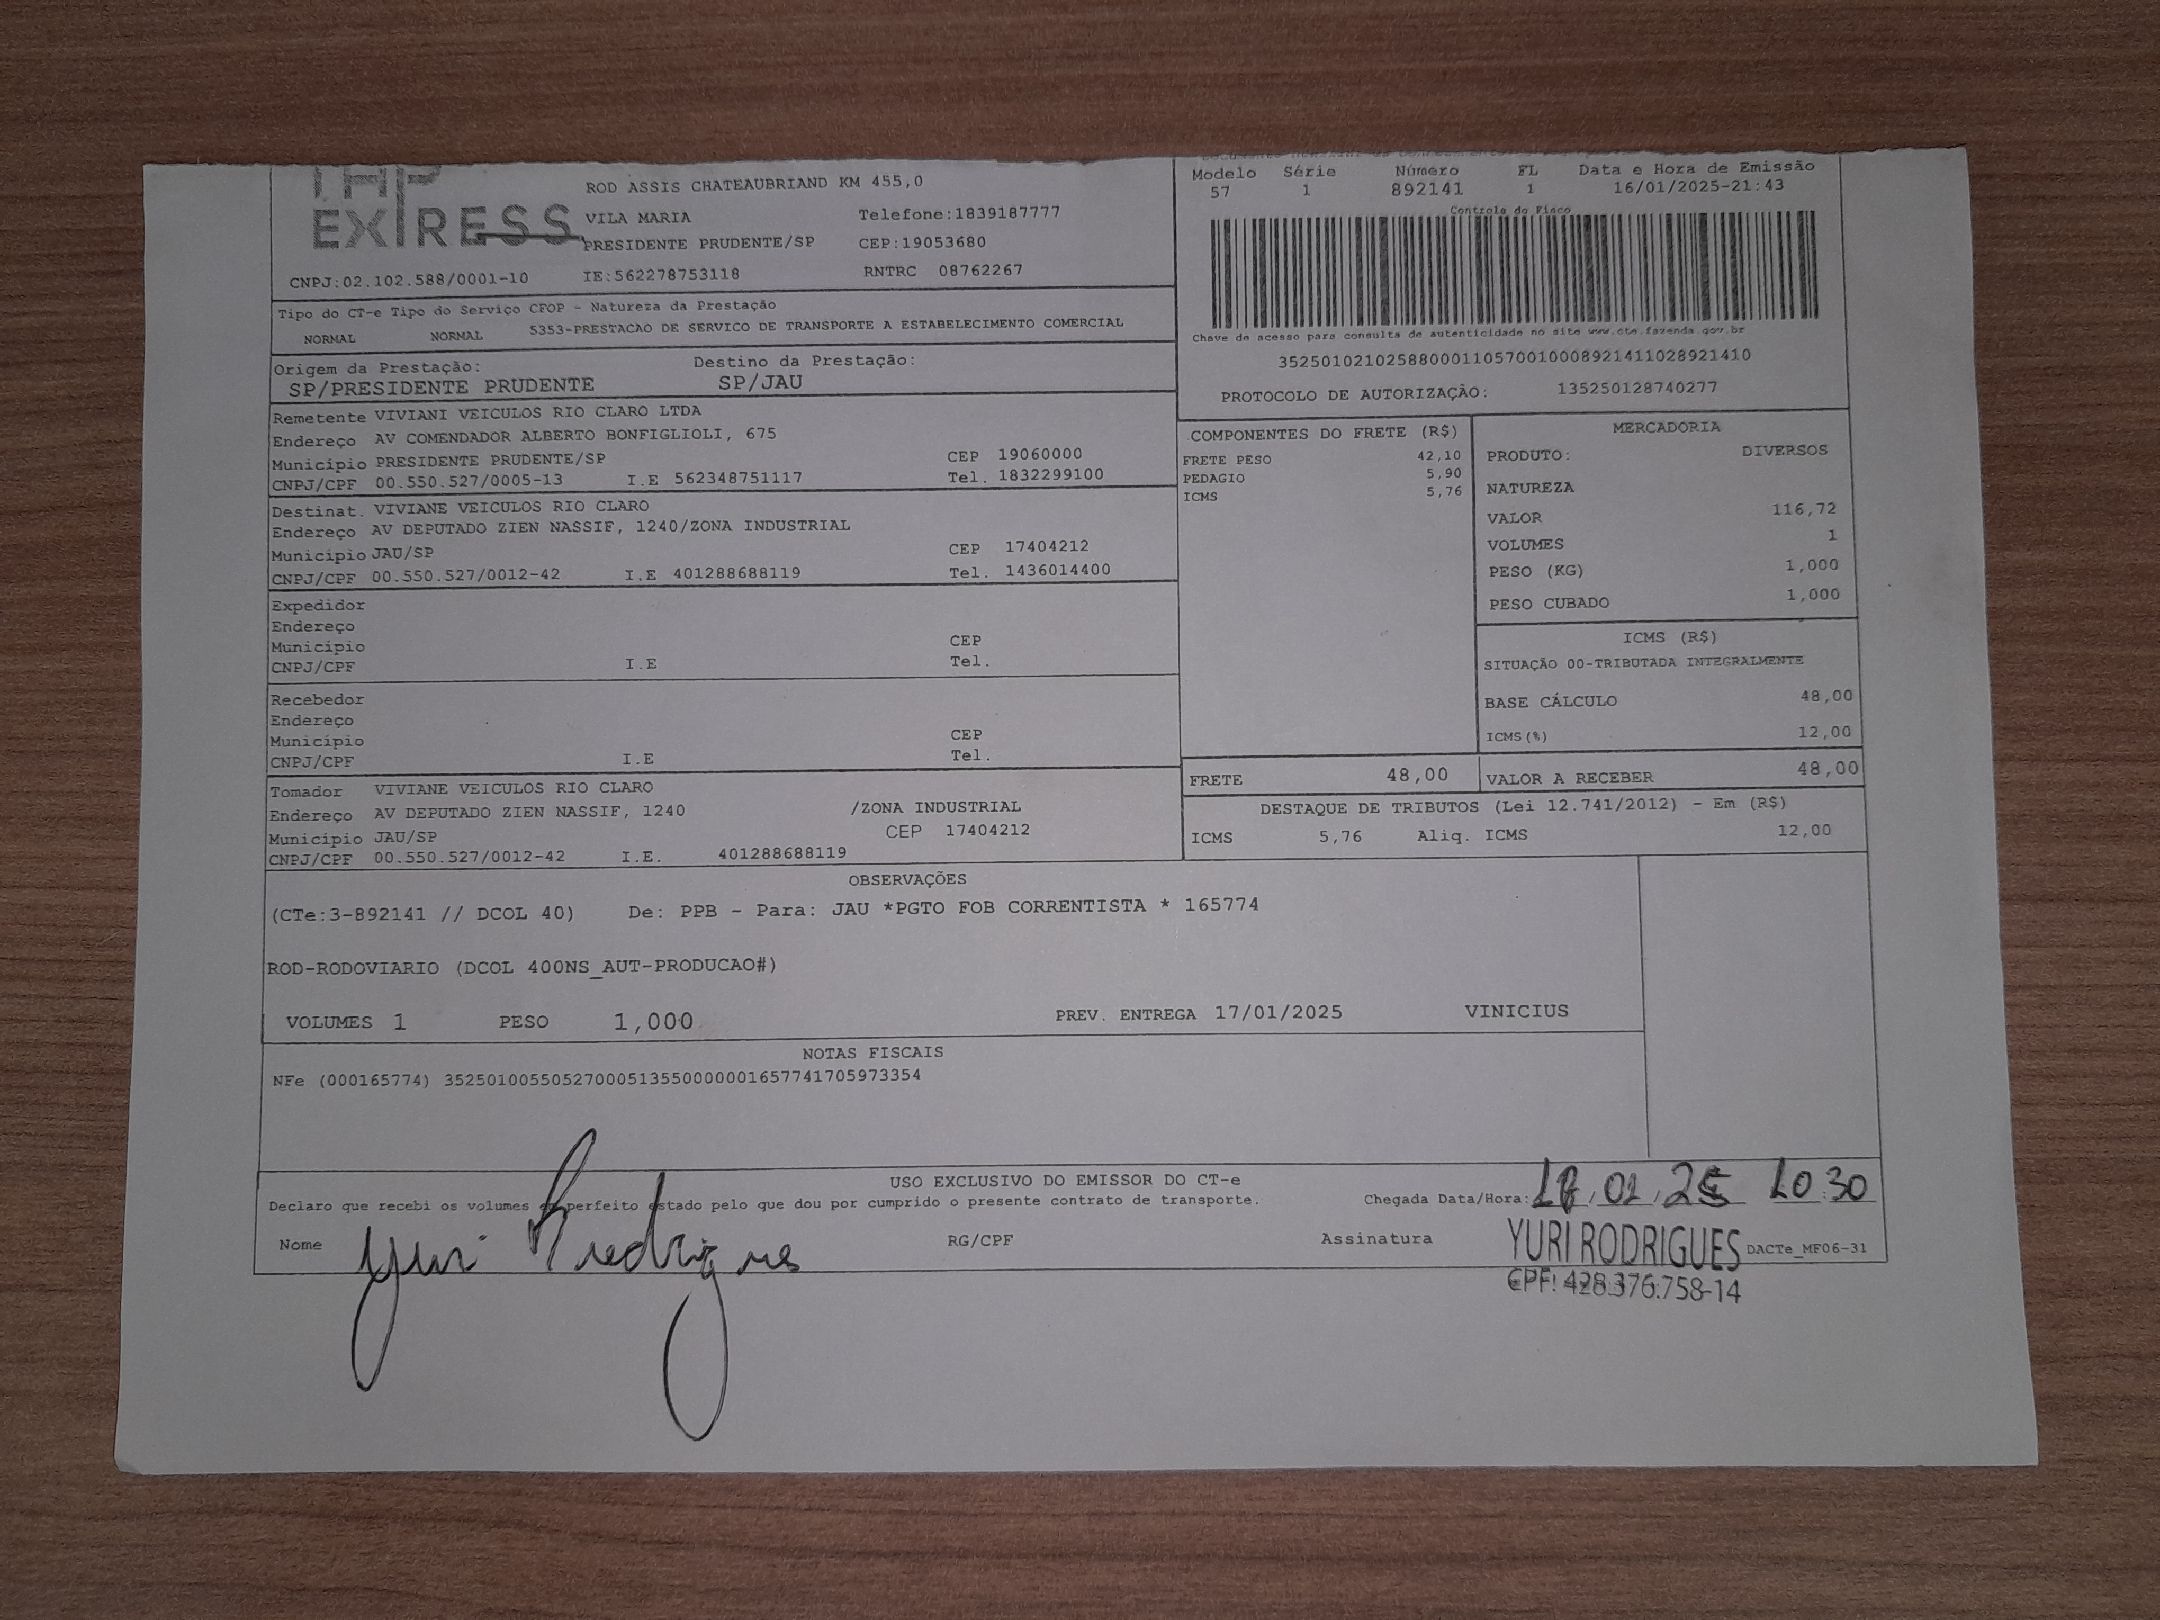 EXPRESS
ROD ASSIS CHATEAUBRIAND KM 455,0
VILA MARIA Telefone:1839187777
PRESIDENTE PRUDENTE/SP CEP:19053680
CNPJ:02.102.588/0001-10 IE:562278753118 RNTRC 08762267
Modelo Série Número FL Data e Hora de Emissão
57 1 892141 1 16/01/2025-21:43
Controle do Fisco
Chave de acesso para consulta de autenticidade no site www.cte.fazenda.gov.br
35250102102588000110570010008921411028921410
PROTOCOLO DE AUTORIZAÇÃO: 135250128740277
Tipo do CT-e Tipo do Serviço CFOP - Natureza da Prestação
NORMAL NORMAL 5353-PRESTACAO DE SERVICO DE TRANSPORTE A ESTABELECIMENTO COMERCIAL
Origem da Prestação: Destino da Prestação:
SP/PRESIDENTE PRUDENTE SP/JAU
Remetente VIVIANI VEICULOS RIO CLARO LTDA
Endereço AV COMENDADOR ALBERTO BONFIGLIOLI, 675
Município PRESIDENTE PRUDENTE/SP CEP 19060000
CNPJ/CPF 00.550.527/0005-13 I.E 562348751117 Tel. 1832299100
Destinat. VIVIANE VEICULOS RIO CLARO
Endereço AV DEPUTADO ZIEN NASSIF, 1240/ZONA INDUSTRIAL
Município JAU/SP CEP 17404212
CNPJ/CPF 00.550.527/0012-42 I.E 401288688119 Tel. 1436014400
Expedidor
Endereço
Município CEP
CNPJ/CPF I.E Tel.
Recebedor
Endereço
Município CEP
CNPJ/CPF I.E Tel.
Tomador VIVIANE VEICULOS RIO CLARO
Endereço AV DEPUTADO ZIEN NASSIF, 1240 /ZONA INDUSTRIAL
Município JAU/SP CEP 17404212
CNPJ/CPF 00.550.527/0012-42 I.E. 401288688119
COMPONENTES DO FRETE (R$)
FRETE PESO 42,10
PEDAGIO 5,90
ICMS 5,76
MERCADORIA
PRODUTO: DIVERSOS
NATUREZA
VALOR 116,72
VOLUMES 1
PESO (KG) 1,000
PESO CUBADO 1,000
ICMS (R$)
SITUAÇÃO 00-TRIBUTADA INTEGRALMENTE
BASE CÁLCULO 48,00
ICMS(%) 12,00
FRETE 48,00 VALOR A RECEBER 48,00
DESTAQUE DE TRIBUTOS (Lei 12.741/2012) - Em (R$)
ICMS 5,76 Aliq. ICMS 12,00
OBSERVAÇÕES
(CTe:3-892141 // DCOL 40) De: PPB - Para: JAU *PGTO FOB CORRENTISTA * 165774
ROD-RODOVIARIO (DCOL 400NS_AUT-PRODUCAO#)
VOLUMES 1 PESO 1,000 PREV. ENTREGA 17/01/2025 VINICIUS
NOTAS FISCAIS
NFe (000165774) 35250100550527000513550000001657741705973354
USO EXCLUSIVO DO EMISSOR DO CT-e
Declaro que recebi os volumes em perfeito estado pelo que dou por cumprido o presente contrato de transporte. Chegada Data/Hora: 01 25 10 30
Nome Yuri Rodrigues RG/CPF Assinatura YURI RODRIGUES DACTe_MF06-31
CPF: 428.376.758-14